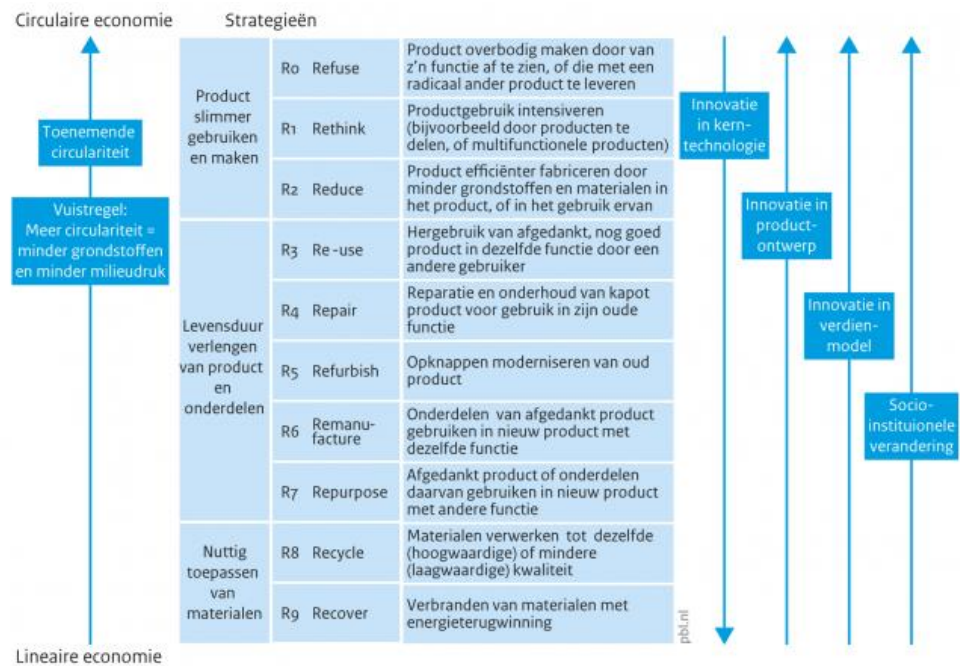 Circulaire economie
Strategieën
Toenemende
circulariteit
Vuistregel:
Meer circulariteit =
minder grondstoffen
en minder milieudruk
Lineaire economie
Product
slimmer
gebruiken
en maken
R0 Refuse
Product overbodig maken door van
z'n functie af te zien, of die met een
radicaal ander product te leveren
R1 Rethink
Productgebruik intensiveren
(bijvoorbeeld door producten te
delen, of multifunctionele producten)
R2 Reduce
Product efficiënter fabriceren door
minder grondstoffen en materialen in
het product, of in het gebruik ervan
Levensduur
verlengen
van product
en
onderdelen
R3 Re-use
Hergebruik van afgedankt, nog goed
product in dezelfde functie door een
andere gebruiker
R4 Repair
Reparatie en onderhoud van kapot
product voor gebruik in zijn oude
functie
R5 Refurbish
Opknappen moderniseren van oud
product
R6 Remanu-
facture
Onderdelen van afgedankt product
gebruiken in nieuw product met
dezelfde functie
R7 Repurpose
Afgedankt product of onderdelen
daarvan gebruiken in nieuw product
met andere functie
Nuttig
toepassen
van
materialen
R8 Recycle
Materialen verwerken tot dezelfde
(hoogwaardige) of mindere
(laagwaardige) kwaliteit
R9 Recover
Verbranden van materialen met
energieterugwinning
pbl.nl
Innovatie
in kern-
technologie
Innovatie in
product-
ontwerp
Innovatie in
verdien-
model
Socio-
instituionele
verandering